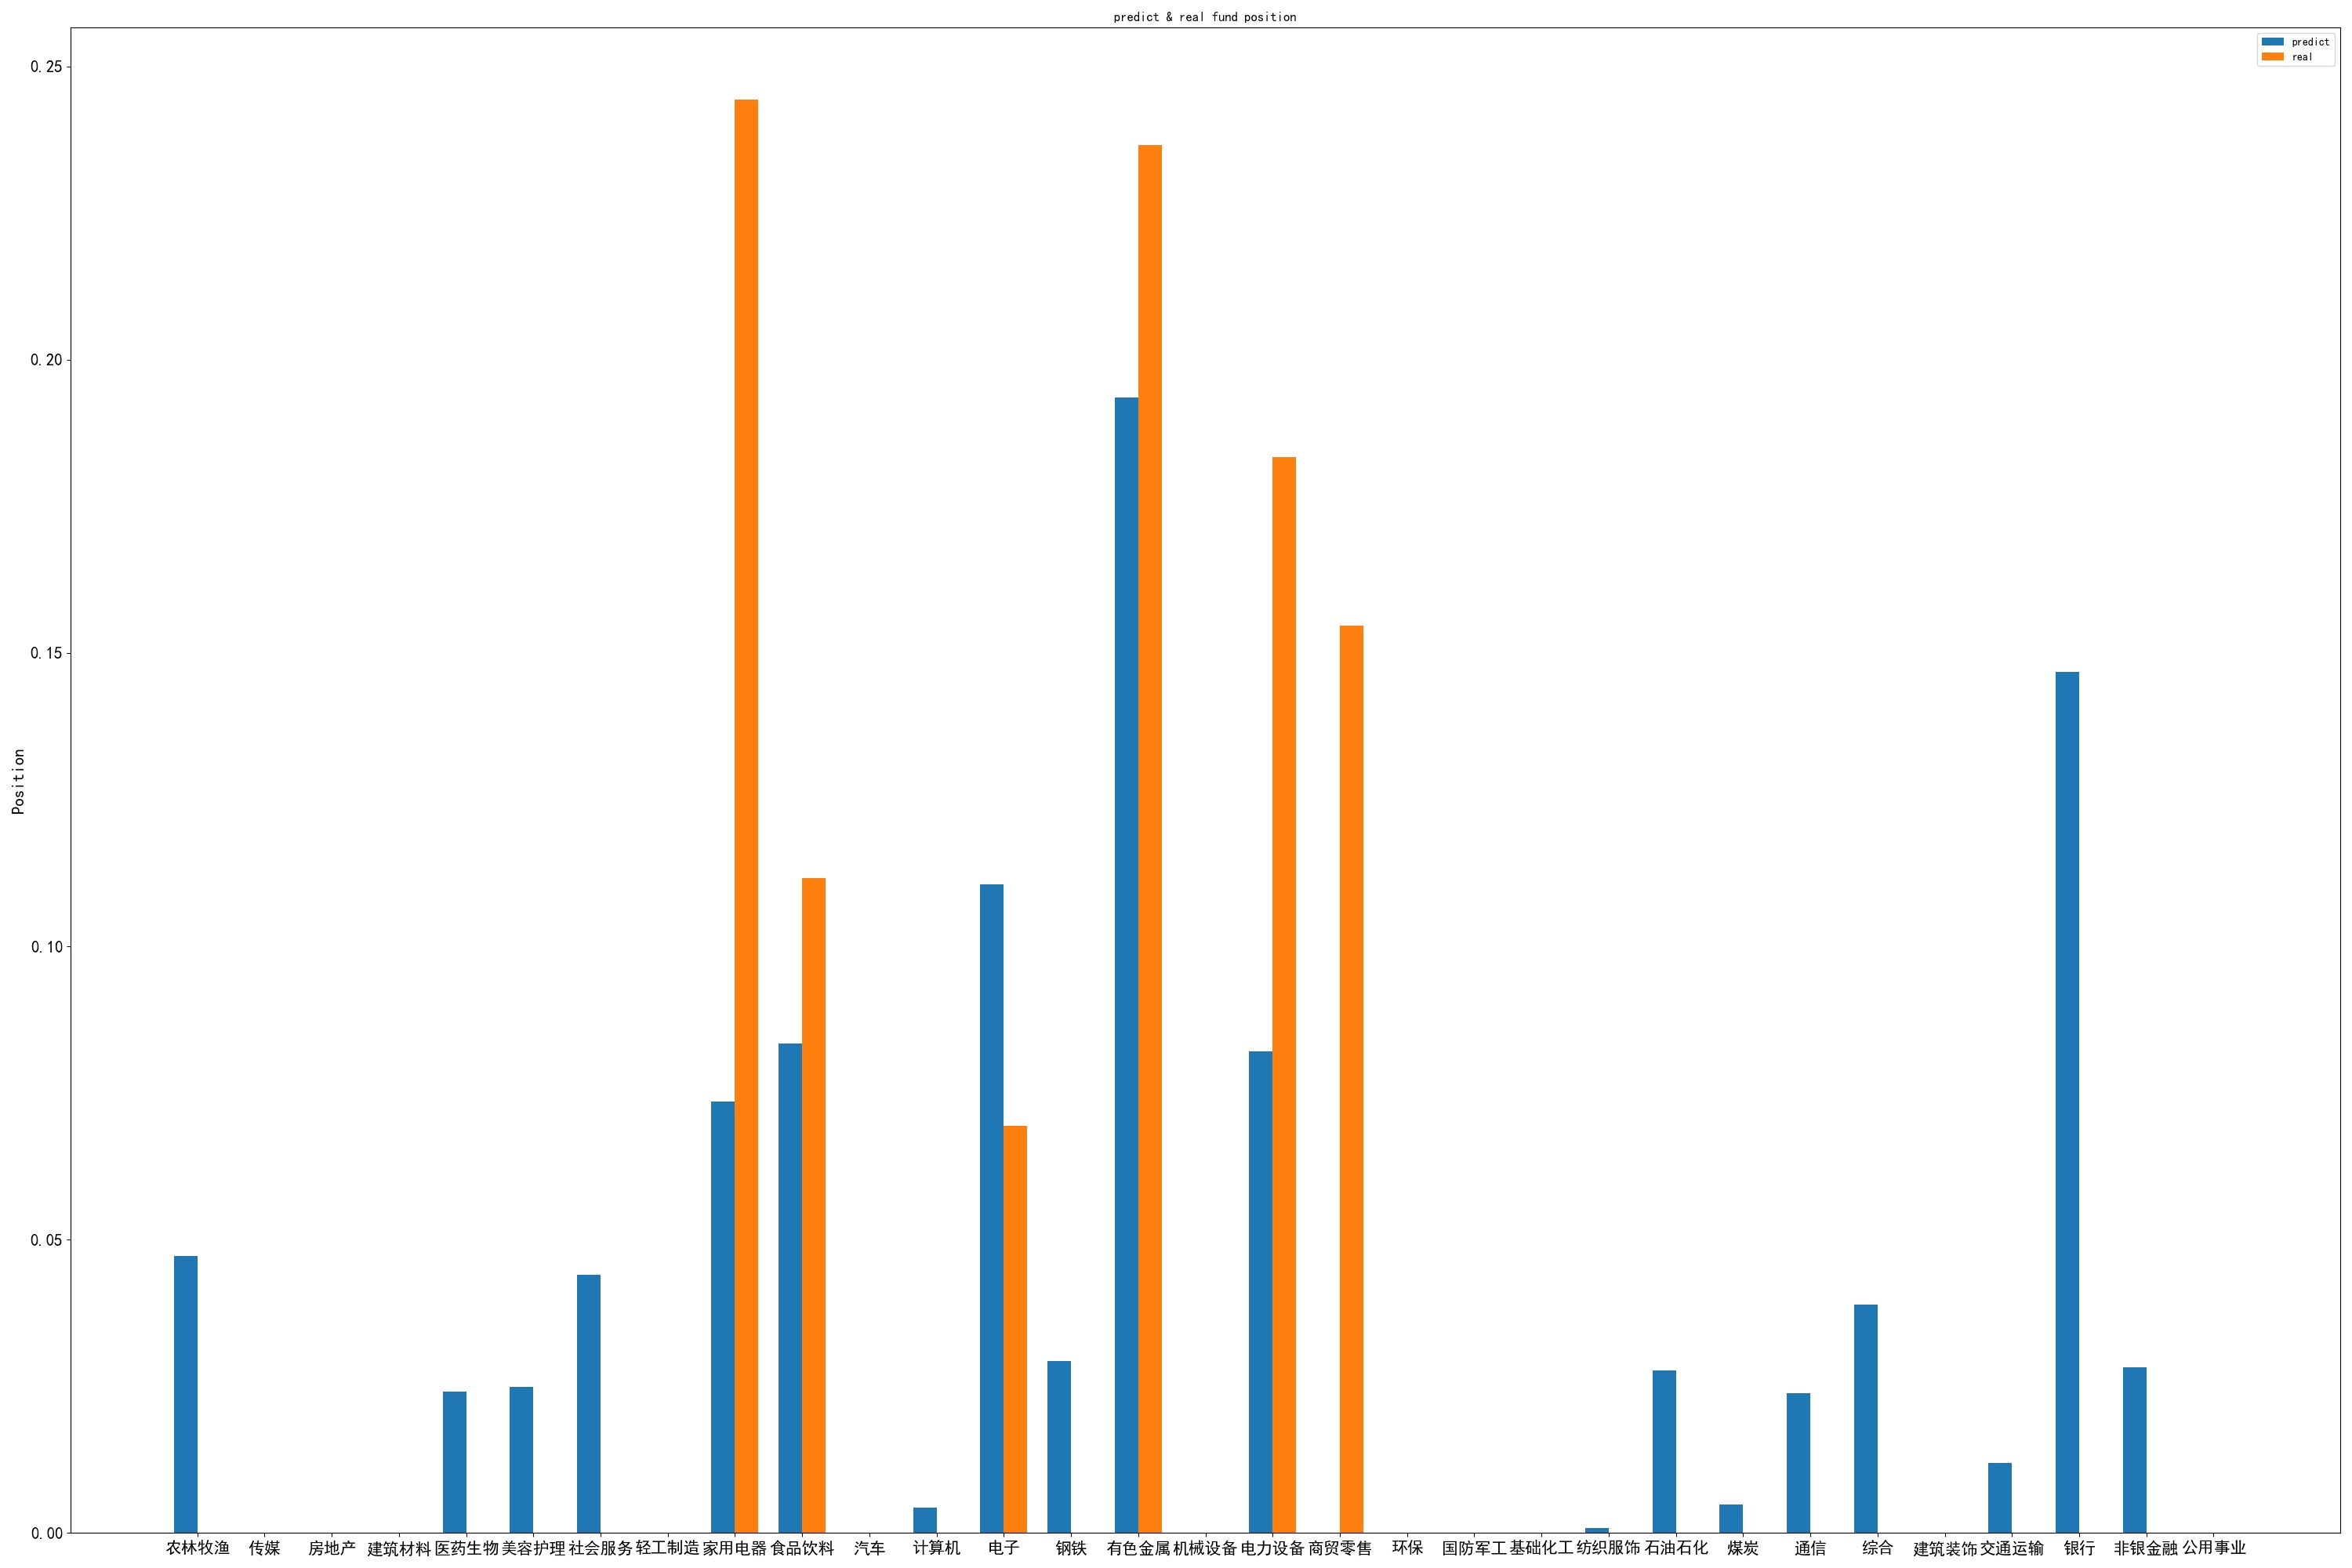 predict & real fund position
predict
real
0.25
0.20
0.15
0.10
0.05
0.00
Position
农林牧渔 传媒 房地产 建筑材料 医药生物 美容护理 社会服务 轻工制造 家用电器 食品饮料 汽车 计算机 电子 钢铁 有色金属 机械设备 电力设备 商贸零售 环保 国防军工 基础化工 纺织服饰 石油石化 煤炭 通信 综合 建筑装饰 交通运输 银行 非银金融 公用事业